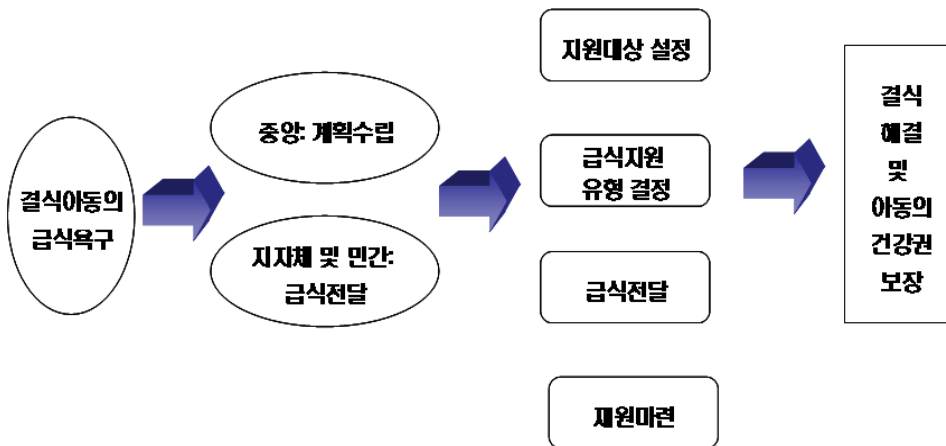 결식아동의
급식욕구
중앙: 계획수립
지자체 및 민간:
급식전달
지원대상 설정
급식지원
유형 결정
급식전달
재원마련
결식
해결
및
아동의
건강권
보장